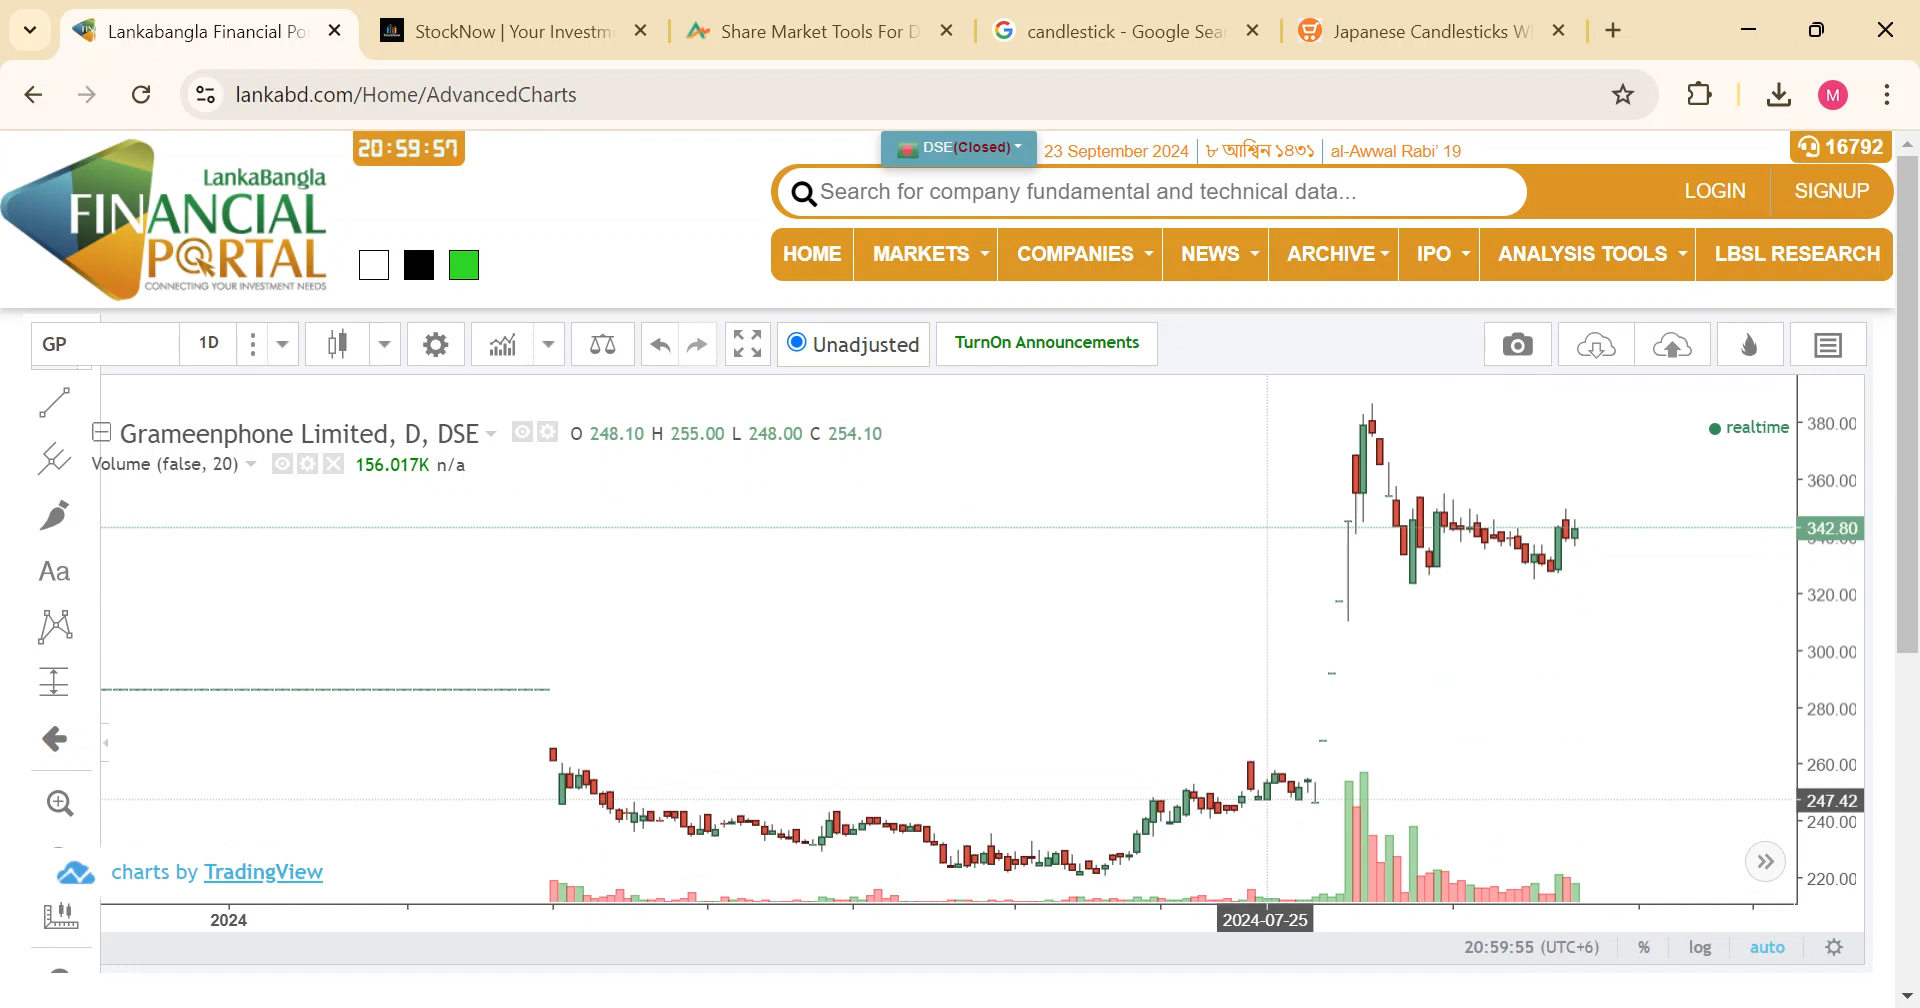 Lankabangla Financial Po
StockNow | Your Investm
Share Market Tools For D
candlestick - Google Sear
Japanese Candlesticks W
lankabd.com/Home/AdvancedCharts
M
20:59:57
DSE(Closed)
23 September 2024
৮ আশ্বিন ১৪৩১
al-Awwal Rabi' 19
16792
LankaBangla
FINANCIAL
PORTAL
CONNECTING YOUR INVESTMENT NEEDS
Search for company fundamental and technical data...
LOGIN
SIGNUP
HOME MARKETS COMPANIES NEWS ARCHIVE IPO ANALYSIS TOOLS LBSL RESEARCH
GP 1D Unadjusted TurnOn Announcements
Grameenphone Limited, D, DSE O 248.10 H 255.00 L 248.00 C 254.10
Volume (false, 20) 156.017K n/a
realtime
Aa
380.00
360.00
342.80
320.00
300.00
280.00
260.00
247.42
240.00
220.00
charts by TradingView
2024 2024-07-25
20:59:55 (UTC+6) % log auto